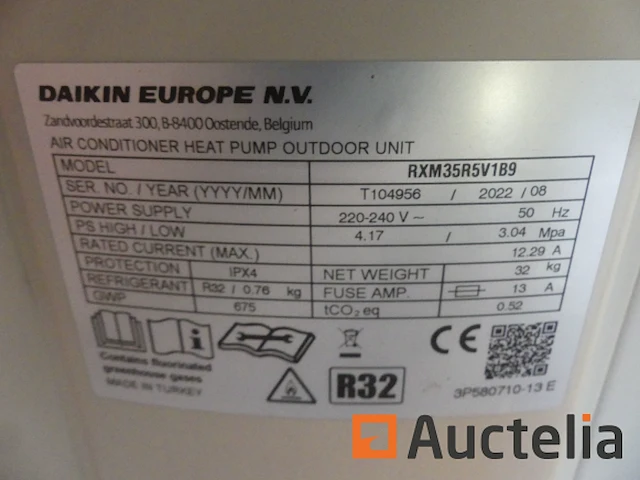 DAIKIN EUROPE N.V.
Zandvoordestraat 300, B-8400 Oostende, Belgium
AIR CONDITIONER HEAT PUMP OUTDOOR UNIT
MODEL RXM35R5V1B9
SER. NO. / YEAR (YYYY/MM) T104956 / 2022 / 08
POWER SUPPLY 220-240 V ~ 50 Hz
PS HIGH / LOW 4.17 / 3.04 Mpa
RATED CURRENT (MAX.) 12.29 A
PROTECTION IPX4 NET WEIGHT 32 kg
REFRIGERANT R32 / 0.76 kg FUSE AMP. 13 A
GWP 675 tCO₂ eq 0.52
Contains fluorinated
greenhouse gases
MADE IN TURKEY
R32
CE
3P580710-13 E
Auctelia